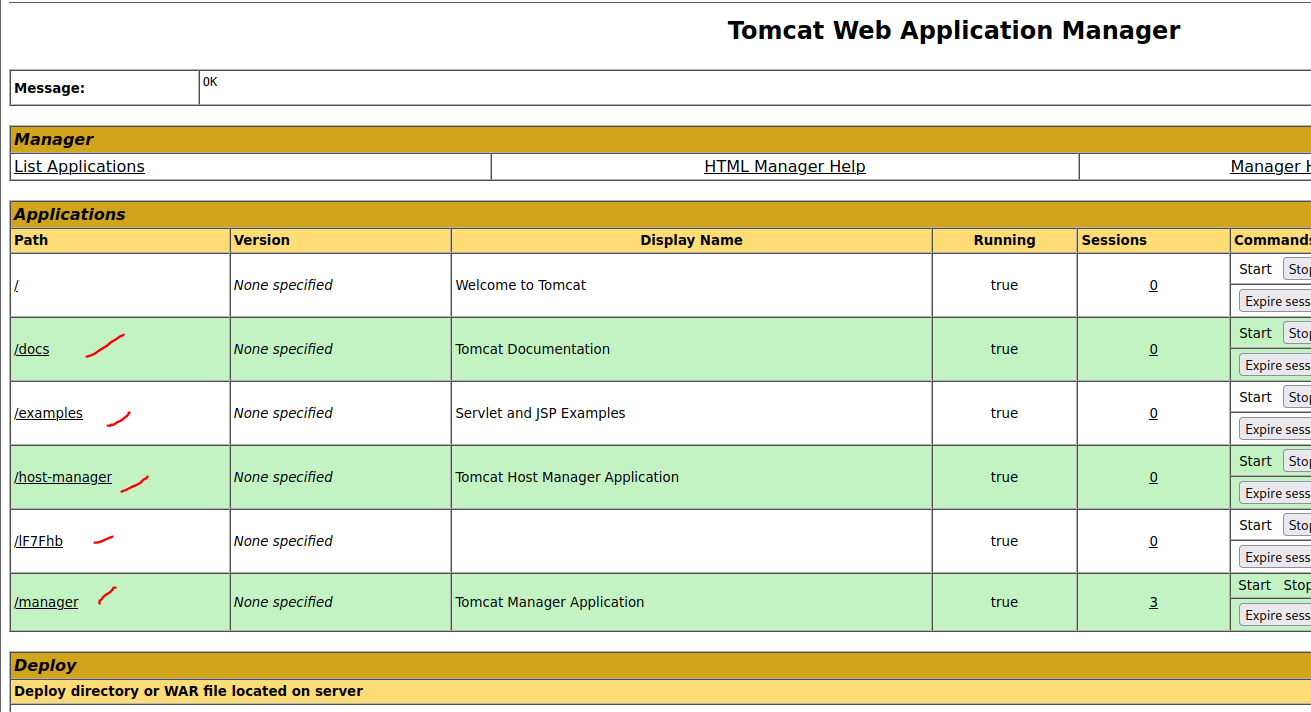 Tomcat Web Application Manager
Message: OK
Manager
List Applications HTML Manager Help Manager H
Applications
Path Version Display Name Running Sessions Commands
/ None specified Welcome to Tomcat true 0 Start Stop
Expire sess
/docs None specified Tomcat Documentation true 0 Start Stop
Expire sess
/examples None specified Servlet and JSP Examples true 0 Start Stop
Expire sess
/host-manager None specified Tomcat Host Manager Application true 0 Start Stop
Expire sess
/lF7Fhb None specified true 0 Start Stop
Expire sess
/manager None specified Tomcat Manager Application true 3 Start Stop
Expire sess
Deploy
Deploy directory or WAR file located on server